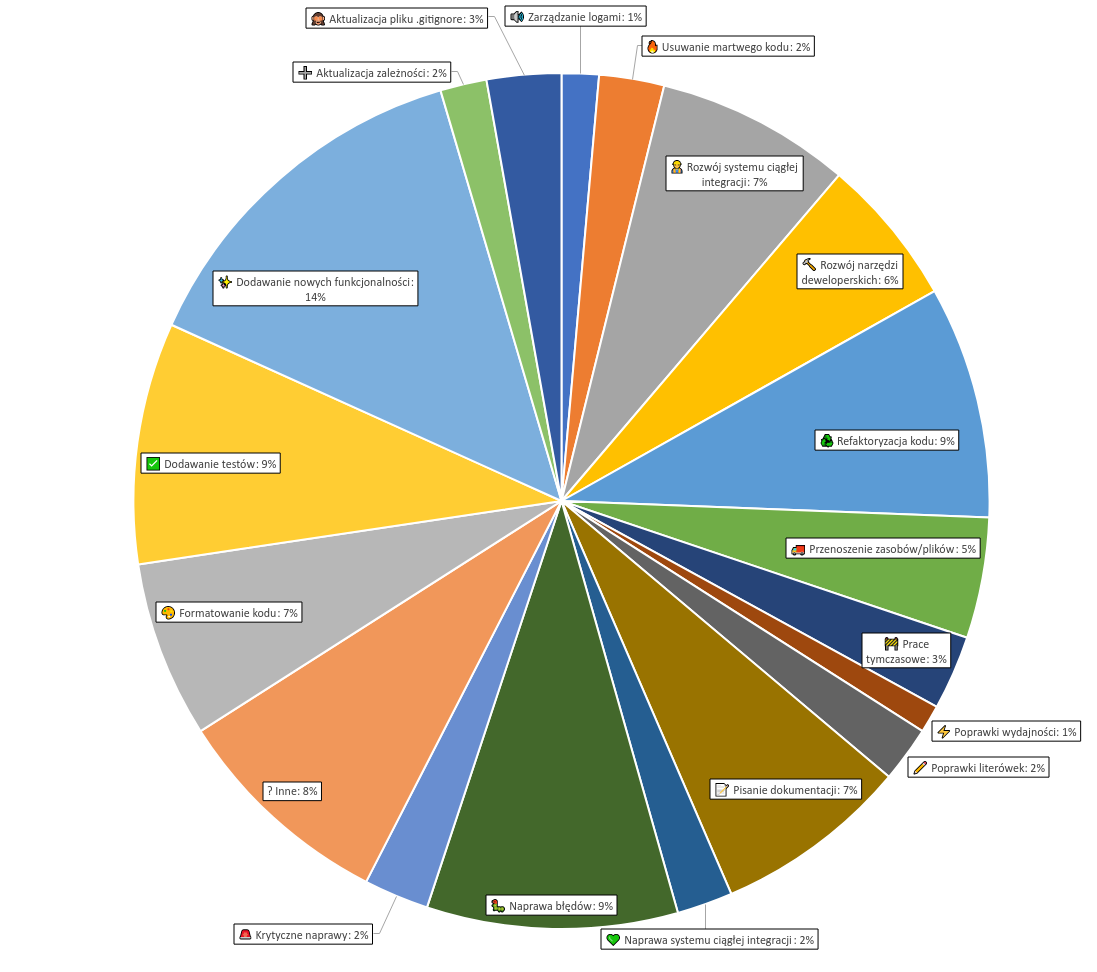 🙈 Aktualizacja pliku .gitignore: 3%
🔊 Zarządzanie logami: 1%
🔥 Usuwanie martwego kodu: 2%
➕ Aktualizacja zależności: 2%
👷 Rozwój systemu ciągłej
integracji: 7%
🔨 Rozwój narzędzi
deweloperskich: 6%
✨ Dodawanie nowych funkcjonalności:
14%
♻ Refaktoryzacja kodu: 9%
✅ Dodawanie testów: 9%
🚚 Przenoszenie zasobów/plików: 5%
🎨 Formatowanie kodu: 7%
🚧 Prace
tymczasowe: 3%
⚡ Poprawki wydajności: 1%
✏ Poprawki literówek: 2%
📝 Pisanie dokumentacji: 7%
? Inne: 8%
🐛 Naprawa błędów: 9%
🚨 Krytyczne naprawy: 2%
💚 Naprawa systemu ciągłej integracji: 2%